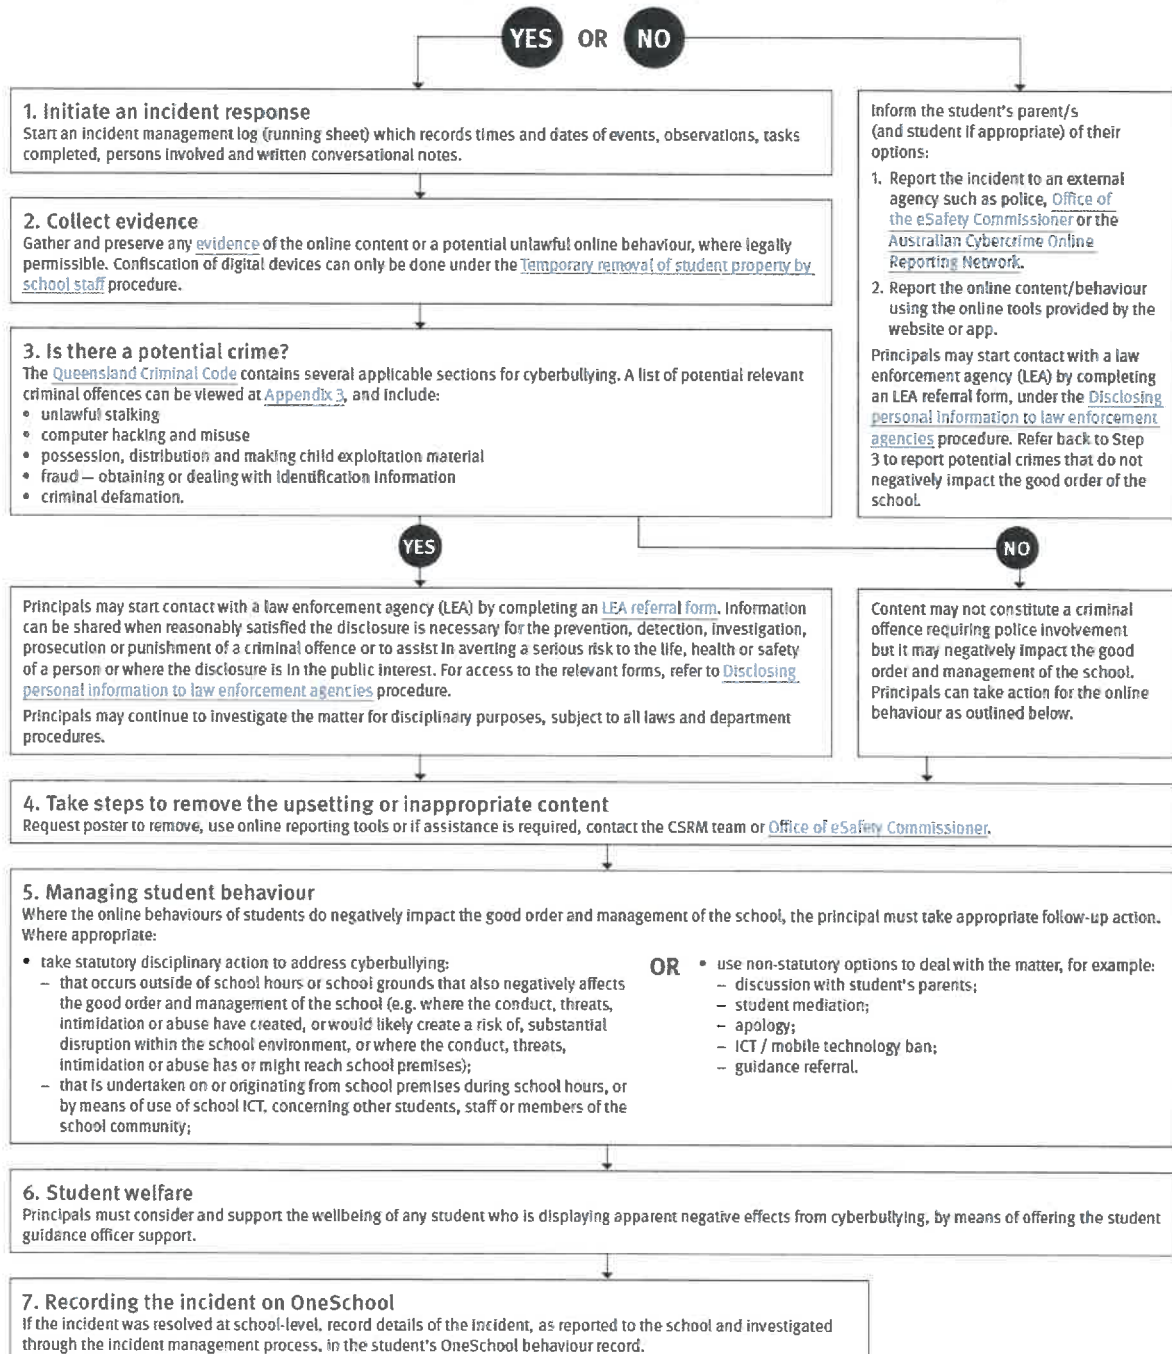 YES OR NO
1. Initiate an incident response
Start an incident management log (running sheet) which records times and dates of events, observations, tasks
completed, persons involved and written conversational notes.
2. Collect evidence
Gather and preserve any evidence of the online content or a potential unlawful online behaviour, where legally
permissible. Confiscation of digital devices can only be done under the Temporary removal of student property by
school staff procedure.
3. Is there a potential crime?
The Queensland Criminal Code contains several applicable sections for cyberbullying. A list of potential relevant
criminal offences can be viewed at Appendix 3, and include:
• unlawful stalking
• computer hacking and misuse
• possession, distribution and making child exploitation material
• fraud — obtaining or dealing with identification information
• criminal defamation.
Inform the student's parent/s
(and student if appropriate) of their
options:
1. Report the incident to an external
agency such as police, Office of
the eSafety Commissioner or the
Australian Cybercrime Online
Reporting Network.
2. Report the online content/behaviour
using the online tools provided by the
website or app.
Principals may start contact with a law
enforcement agency (LEA) by completing
an LEA referral form, under the Disclosing
personal information to law enforcement
agencies procedure. Refer back to Step
3 to report potential crimes that do not
negatively impact the good order of the
school.
YES
NO
Principals may start contact with a law enforcement agency (LEA) by completing an LEA referral form. Information
can be shared when reasonably satisfied the disclosure is necessary for the prevention, detection, investigation,
prosecution or punishment of a criminal offence or to assist in averting a serious risk to the life, health or safety
of a person or where the disclosure is in the public interest. For access to the relevant forms, refer to Disclosing
personal information to law enforcement agencies procedure.
Principals may continue to investigate the matter for disciplinary purposes, subject to all laws and department
procedures.
Content may not constitute a criminal
offence requiring police involvement
but it may negatively impact the good
order and management of the school.
Principals can take action for the online
behaviour as outlined below.
4. Take steps to remove the upsetting or inappropriate content
Request poster to remove, use online reporting tools or if assistance is required, contact the CSRM team or Office of eSafety Commissioner.
5. Managing student behaviour
Where the online behaviours of students do negatively impact the good order and management of the school, the principal must take appropriate follow-up action.
Where appropriate:
• take statutory disciplinary action to address cyberbullying:
– that occurs outside of school hours or school grounds that also negatively affects
the good order and management of the school (e.g. where the conduct, threats,
intimidation or abuse have created, or would likely create a risk of, substantial
disruption within the school environment, or where the conduct, threats,
intimidation or abuse has or might reach school premises);
– that is undertaken on or originating from school premises during school hours, or
by means of use of school ICT, concerning other students, staff or members of the
school community;
OR
• use non-statutory options to deal with the matter, for example:
– discussion with student's parents;
– student mediation;
– apology;
– ICT / mobile technology ban;
– guidance referral.
6. Student welfare
Principals must consider and support the wellbeing of any student who is displaying apparent negative effects from cyberbullying, by means of offering the student
guidance officer support.
7. Recording the incident on OneSchool
If the incident was resolved at school-level, record details of the incident, as reported to the school and investigated
through the incident management process, in the student's OneSchool behaviour record.